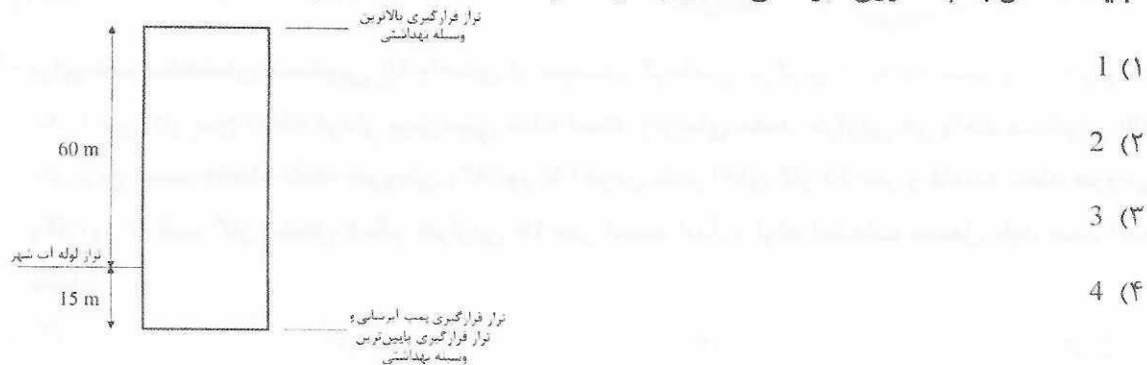 تراز قرارگیری بالاترین
وسیله بهداشتی
60 m
تراز لوله آب شهر
15 m
تراز قرارگیری پمپ آبرسانی و
تراز قرارگیری پایین‌ترین
وسیله بهداشتی
۱) 1
۲) 2
۳) 3
۴) 4